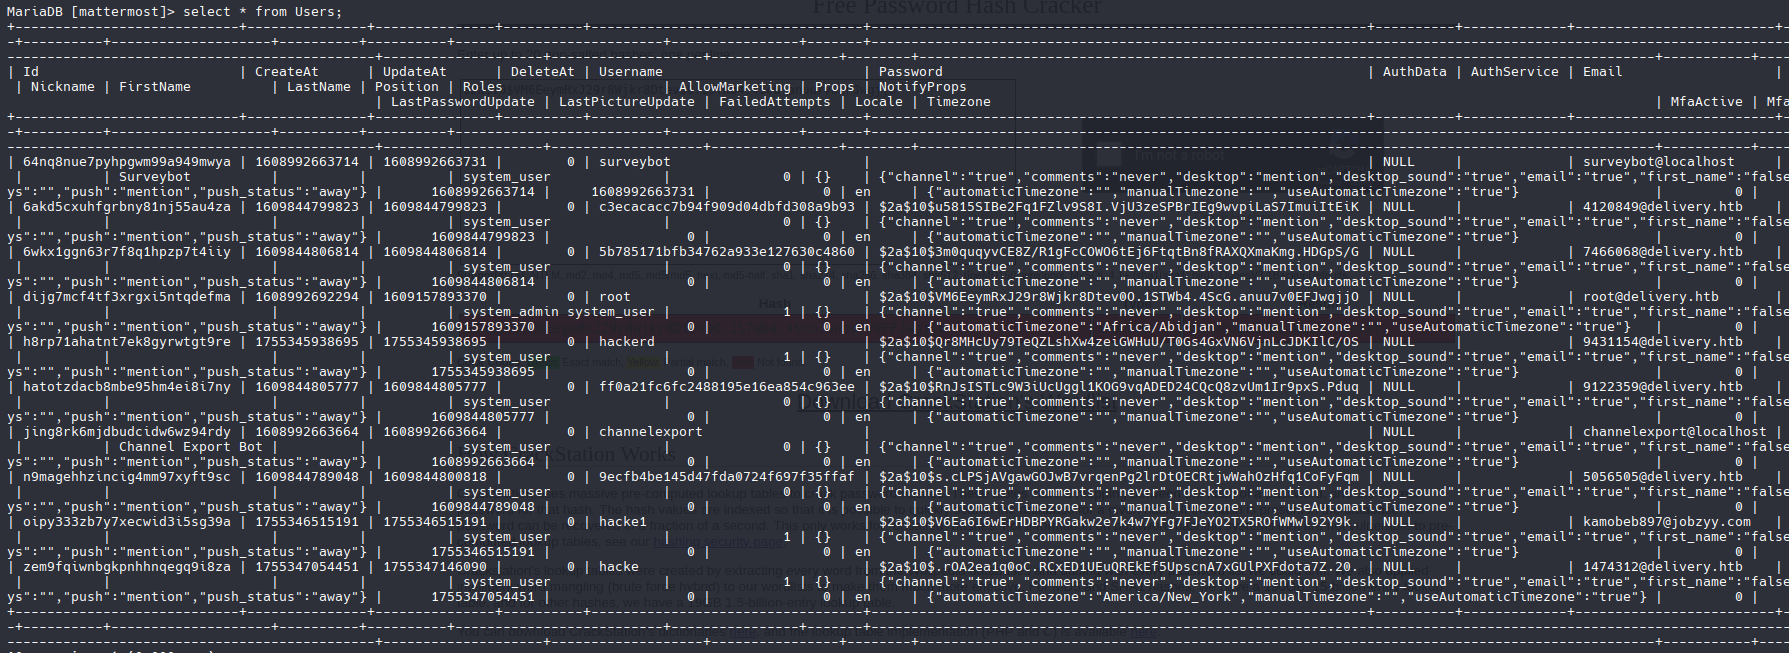 Free Password Hash Cracker
MariaDB [mattermost]> select * from Users;
| Id | CreateAt | UpdateAt | DeleteAt | Username | Password | AuthData | AuthService | Email
| Nickname | FirstName | LastName | Position | Roles | AllowMarketing | Props | NotifyProps
| LastPasswordUpdate | LastPictureUpdate | FailedAttempts | Locale | Timezone | MfaActive | Mfa
| 64nq8nue7pyhpgwm99a949mwya | 1608992663714 | 1608992663731 | 0 | surveybot | | NULL | | surveybot@localhost
| | Surveybot | | | system_user | 0 | {} | {"channel":"true","comments":"never","desktop":"mention","desktop_sound":"true","email":"true","first_name":"false
ys":"","push":"mention","push_status":"away"} | 1608992663714 | 1608992663731 | 0 | en | {"automaticTimezone":"","manualTimezone":"","useAutomaticTimezone":"true"} | 0 |
| 6akd5cxuhfgrbny81nj55au4za | 1609844799823 | 1609844799823 | 0 | c3ecacacc7b94f909d04dbfd308a9b93 | $2a$10$u5815SIBe2Fq1FZlv9S8I.VjU3zeSPBrIEg9wvpiLaS7ImuiItEiK | NULL | | 4120849@delivery.htb
| | | | | system_user | 0 | {} | {"channel":"true","comments":"never","desktop":"mention","desktop_sound":"true","email":"true","first_name":"false
ys":"","push":"mention","push_status":"away"} | 1609844799823 | 0 | 0 | en | {"automaticTimezone":"","manualTimezone":"","useAutomaticTimezone":"true"} | 0 |
| 6wkx1ggn63r7f8q1hpzp7t4iiy | 1609844806814 | 1609844806814 | 0 | 5b785171bfb34762a933e127630c4860 | $2a$10$3m0quqyvCE8Z/R1gFcCOWO6tEj6FtqtBn8fRAXQXmaKmg.HDGpS/G | NULL | | 7466068@delivery.htb
| | | | | system_user | 0 | {} | {"channel":"true","comments":"never","desktop":"mention","desktop_sound":"true","email":"true","first_name":"false
ys":"","push":"mention","push_status":"away"} | 1609844806814 | 0 | 0 | en | {"automaticTimezone":"","manualTimezone":"","useAutomaticTimezone":"true"} | 0 |
| dijg7mcf4tf3xrgxi5ntqdefma | 1608992692294 | 1609157893370 | 0 | root | $2a$10$VM6EeymRxJ29r8Wjkr8Dtev0O.1STWb4.4ScG.anuu7v0EFJwgjjO | NULL | | root@delivery.htb
| | | | | system_admin system_user | 1 | {} | {"channel":"true","comments":"never","desktop":"mention","desktop_sound":"true","email":"true","first_name":"false
ys":"","push":"mention","push_status":"away"} | 1609157893370 | 0 | 0 | en | {"automaticTimezone":"Africa/Abidjan","manualTimezone":"","useAutomaticTimezone":"true"} | 0 |
| h8rp71ahatnt7ek8gyrwtgt9re | 1755345938695 | 1755345938695 | 0 | hackerd | $2a$10$Qr8MHcUy79TeQZLshXw4zeiGWHuU/T0Gs4GxVN6VjnLcJDKIlC/OS | NULL | | 9431154@delivery.htb
| | | | | system_user | 1 | {} | {"channel":"true","comments":"never","desktop":"mention","desktop_sound":"true","email":"true","first_name":"false
ys":"","push":"mention","push_status":"away"} | 1755345938695 | 0 | 0 | en | {"automaticTimezone":"","manualTimezone":"","useAutomaticTimezone":"true"} | 0 |
| hatotzdacb8mbe95hm4ei8i7ny | 1609844805777 | 1609844805777 | 0 | ff0a21fc6fc2488195e16ea854c963ee | $2a$10$RnJsISTLc9W3iUcUggl1KOG9vqADED24CQcQ8zvUm1Ir9pxS.Pduq | NULL | | 9122359@delivery.htb
| | | | | system_user | 0 | {} | {"channel":"true","comments":"never","desktop":"mention","desktop_sound":"true","email":"true","first_name":"false
ys":"","push":"mention","push_status":"away"} | 1609844805777 | 0 | 0 | en | {"automaticTimezone":"","manualTimezone":"","useAutomaticTimezone":"true"} | 0 |
| jing8rk6mjdbudcidw6wz94rdy | 1608992663664 | 1608992663664 | 0 | channelexport | | NULL | | channelexport@localhost |
| | Channel Export Bot | | | system_user | 0 | {} | {"channel":"true","comments":"never","desktop":"mention","desktop_sound":"true","email":"true","first_name":"false
ys":"","push":"mention","push_status":"away"} | 1608992663664 | 0 | 0 | en | {"automaticTimezone":"","manualTimezone":"","useAutomaticTimezone":"true"} | 0 |
| n9magehhzincig4mm97xyft9sc | 1609844789048 | 1609844800818 | 0 | 9ecfb4be145d47fda0724f697f35ffaf | $2a$10$s.cLPSjAVgawGOJwB7vrqenPg2lrDtOECRtjwWahOzHfq1CoFyFqm | NULL | | 5056505@delivery.htb
| | | | | system_user | 0 | {} | {"channel":"true","comments":"never","desktop":"mention","desktop_sound":"true","email":"true","first_name":"false
ys":"","push":"mention","push_status":"away"} | 1609844789048 | 0 | 0 | en | {"automaticTimezone":"","manualTimezone":"","useAutomaticTimezone":"true"} | 0 |
| oipy333zb7y7xecwid3i5sg39a | 1755346515191 | 1755346515191 | 0 | hacke1 | $2a$10$V6Ea6I6wErHDBPYRGakw2e7k4w7YFg7FJeYO2TX5ROfWMwl92Y9k. | NULL | | kamobeb897@jobzyy.com
| | | | | system_user | 1 | {} | {"channel":"true","comments":"never","desktop":"mention","desktop_sound":"true","email":"true","first_name":"false
ys":"","push":"mention","push_status":"away"} | 1755346515191 | 0 | 0 | en | {"automaticTimezone":"","manualTimezone":"","useAutomaticTimezone":"true"} | 0 |
| zem9fqiwnbgkpnhhnqegq9i8za | 1755347054451 | 1755347146090 | 0 | hacke | $2a$10$.rOA2ea1q0oC.RCxED1UEuQREkEf5UpscnA7xGUlPXFdota7Z.20. | NULL | | 1474312@delivery.htb
| | | | | system_user | 1 | {} | {"channel":"true","comments":"never","desktop":"mention","desktop_sound":"true","email":"true","first_name":"false
ys":"","push":"mention","push_status":"away"} | 1755347054451 | 0 | 0 | en | {"automaticTimezone":"America/New_York","manualTimezone":"","useAutomaticTimezone":"true"} | 0 |